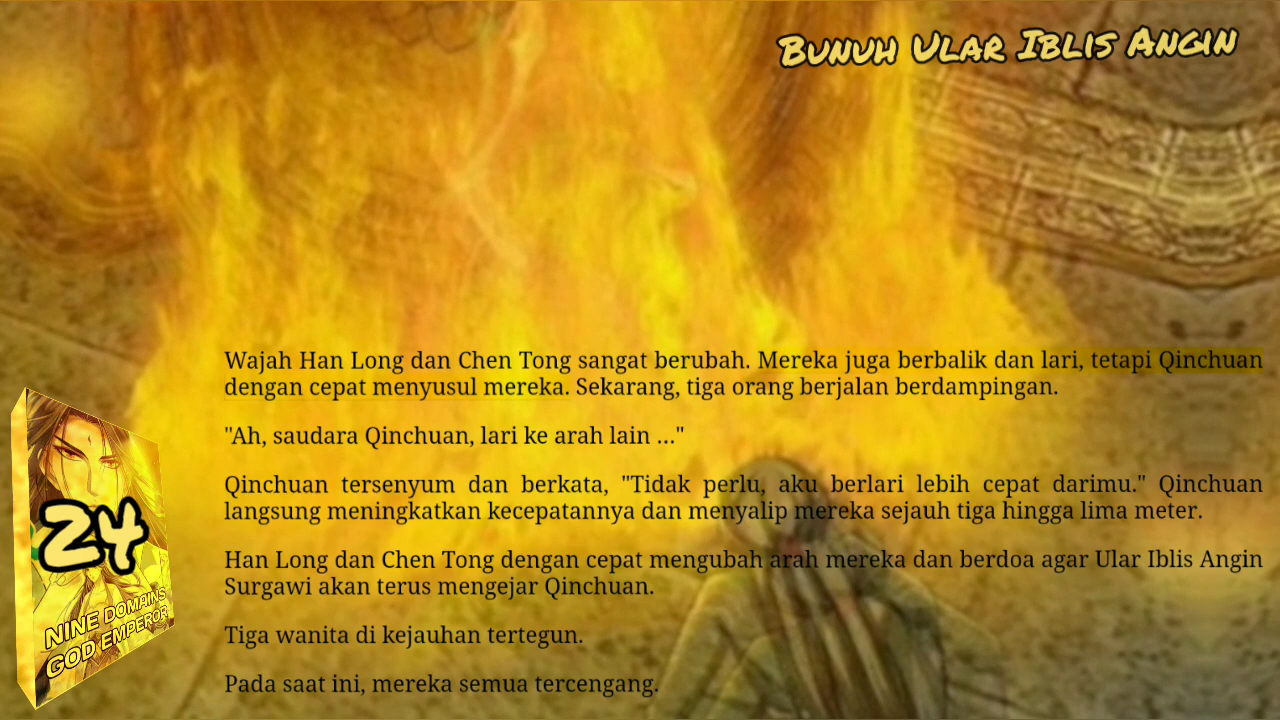 Bunuh Ular Iblis Angin
Wajah Han Long dan Chen Tong sangat berubah. Mereka juga berbalik dan lari, tetapi Qinchuan
dengan cepat menyusul mereka. Sekarang, tiga orang berjalan berdampingan.
"Ah, saudara Qinchuan, lari ke arah lain ..."
Qinchuan tersenyum dan berkata, "Tidak perlu, aku berlari lebih cepat darimu." Qinchuan
langsung meningkatkan kecepatannya dan menyalip mereka sejauh tiga hingga lima meter.
Han Long dan Chen Tong dengan cepat mengubah arah mereka dan berdoa agar Ular Iblis Angin
Surgawi akan terus mengejar Qinchuan.
Tiga wanita di kejauhan tertegun.
Pada saat ini, mereka semua tercengang.
24
NINE DOMAINS
GOD EMPEROR